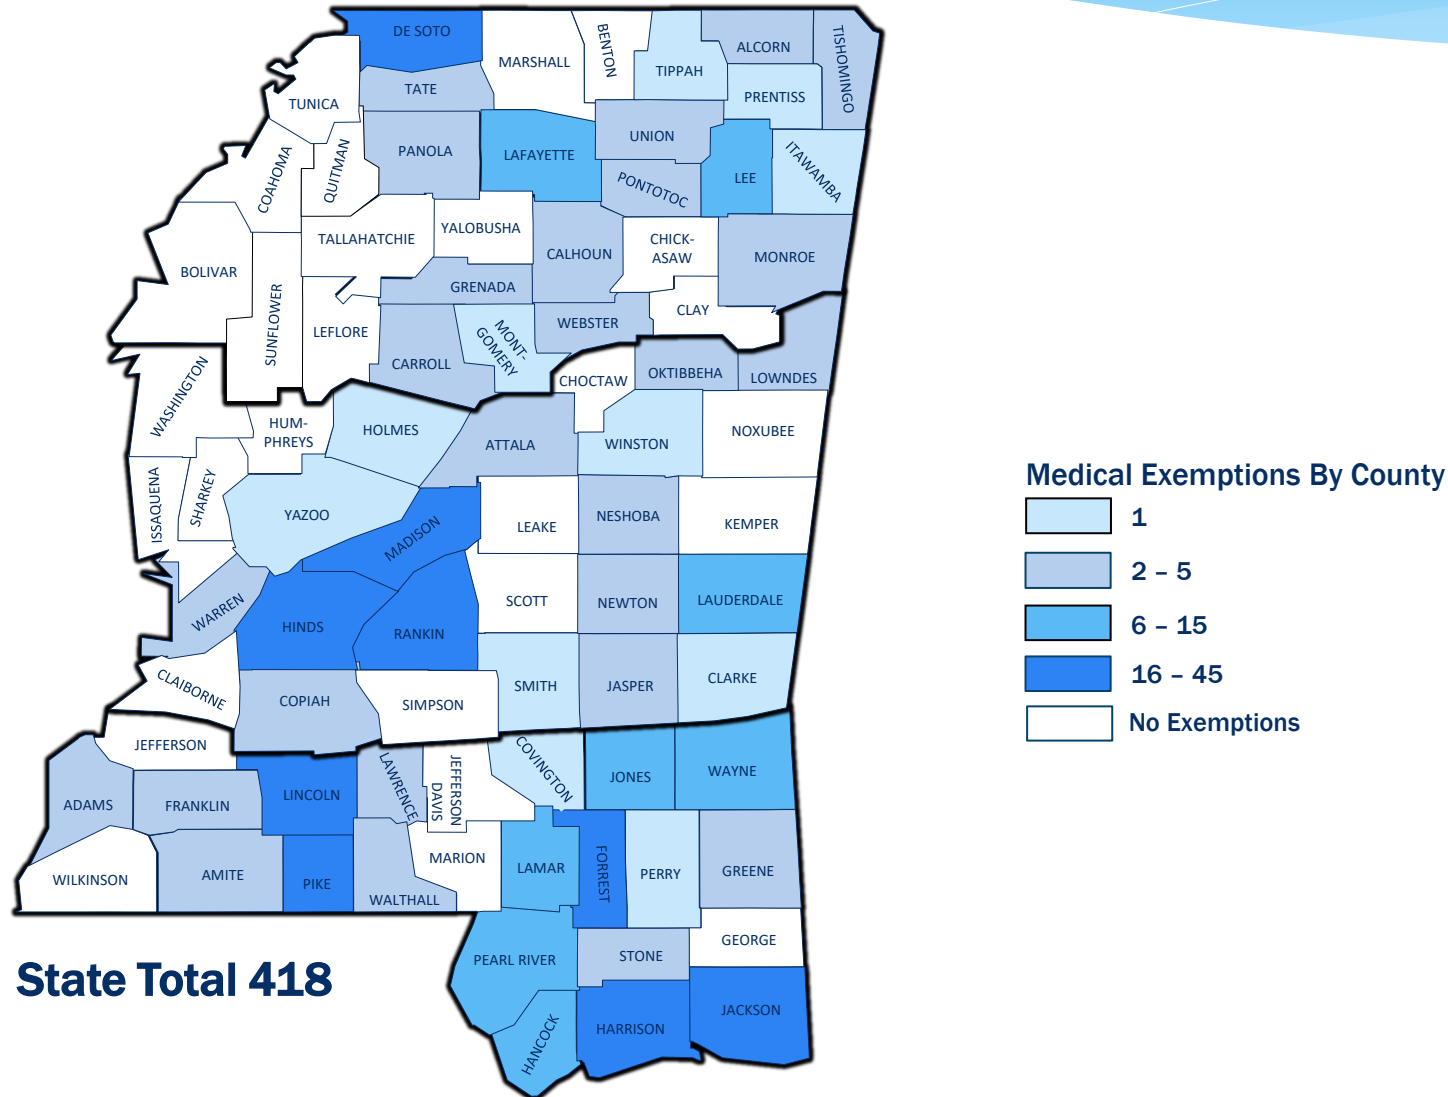 DE SOTO
MARSHALL
BENTON
TIPPAH
ALCORN
TISHOMINGO
TUNICA
TATE
PRENTISS
COAHOMA
QUITMAN
PANOLA
LAFAYETTE
UNION
PONTOTOC
LEE
ITAWAMBA
BOLIVAR
TALLAHATCHIE
YALOBUSHA
CALHOUN
CHICK-
ASAW
MONROE
SUNFLOWER
LEFLORE
GRENADA
CARROLL
MONT-
GOMERY
WEBSTER
CLAY
WASHINGTON
CHOCTAW
OKTIBBEHA
LOWNDES
HUM-
PHREYS
HOLMES
ATTALA
WINSTON
NOXUBEE
ISSAQUENA
SHARKEY
YAZOO
MADISON
LEAKE
NESHOBA
KEMPER
WARREN
HINDS
RANKIN
SCOTT
NEWTON
LAUDERDALE
CLAIBORNE
COPIAH
SIMPSON
SMITH
JASPER
CLARKE
JEFFERSON
ADAMS
FRANKLIN
LINCOLN
LAWRENCE
JEFFERSON
DAVIS
COVINGTON
JONES
WAYNE
WILKINSON
AMITE
PIKE
WALTHALL
MARION
LAMAR
FORREST
PERRY
GREENE
PEARL RIVER
STONE
GEORGE
HANCOCK
HARRISON
JACKSON
State Total 418
Medical Exemptions By County
1
2 – 5
6 – 15
16 – 45
No Exemptions